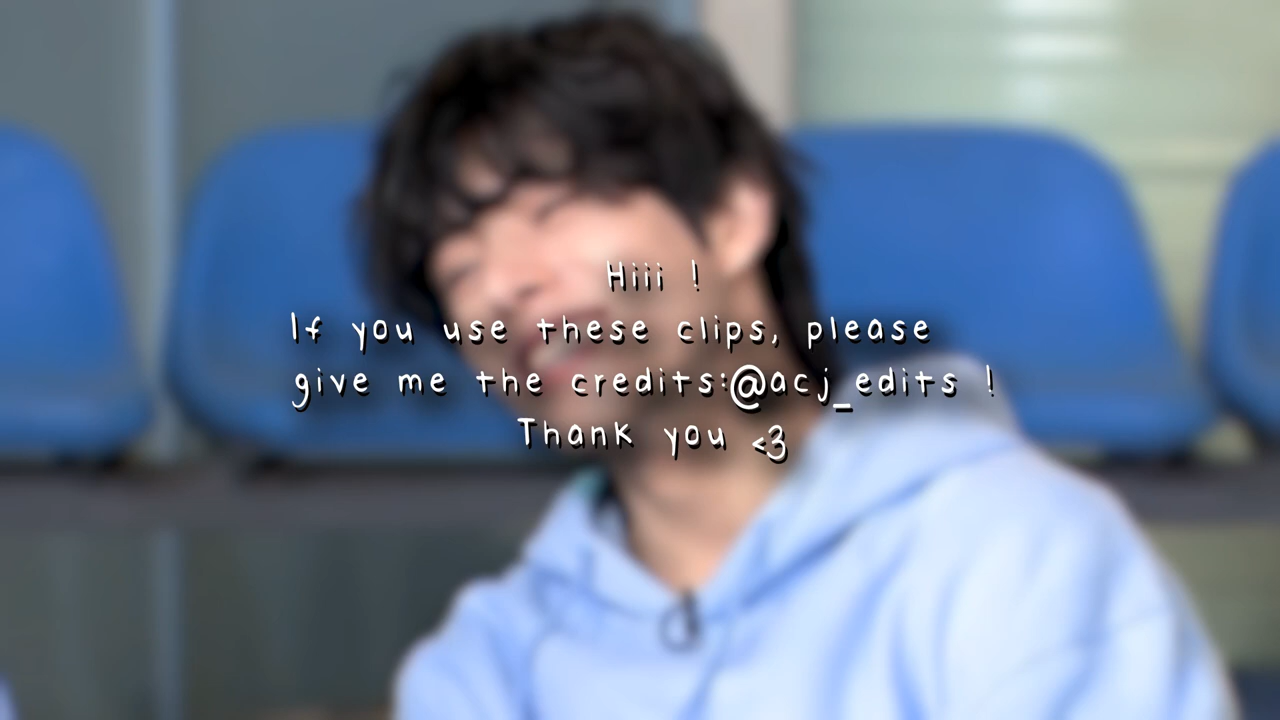 Hiii !
If you use these clips, please
give me the credits:@acj_edits !
Thank you <3